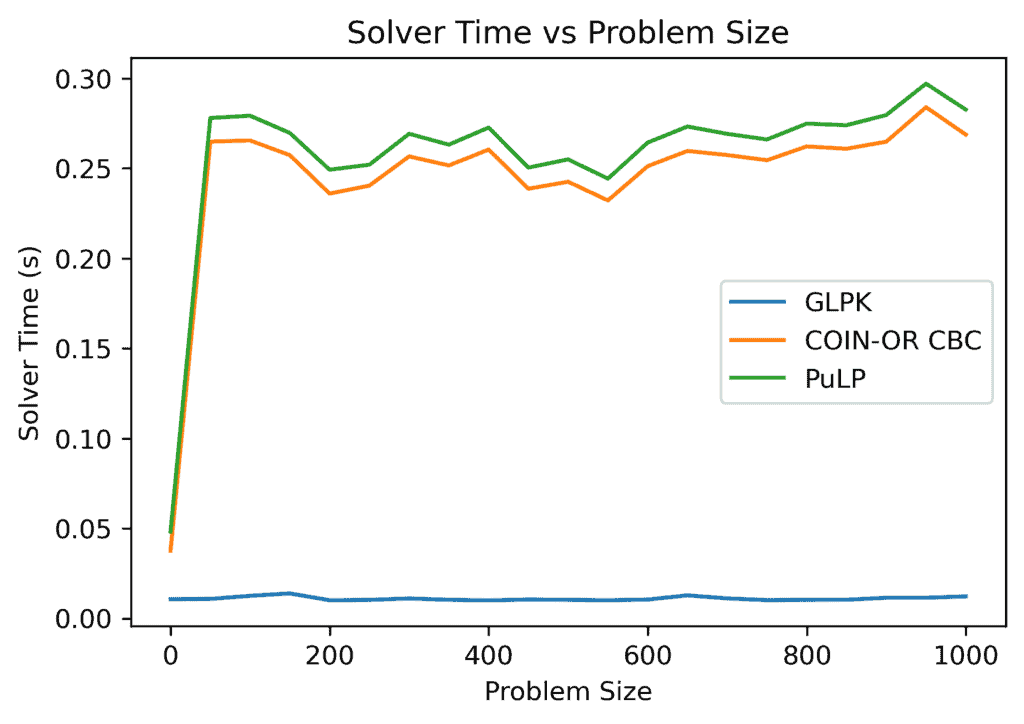 Solver Time vs Problem Size
Solver Time (s)
0.30
0.25
0.20
0.15
0.10
0.05
0.00
GLPK
COIN-OR CBC
PuLP
0 200 400 600 800 1000
Problem Size